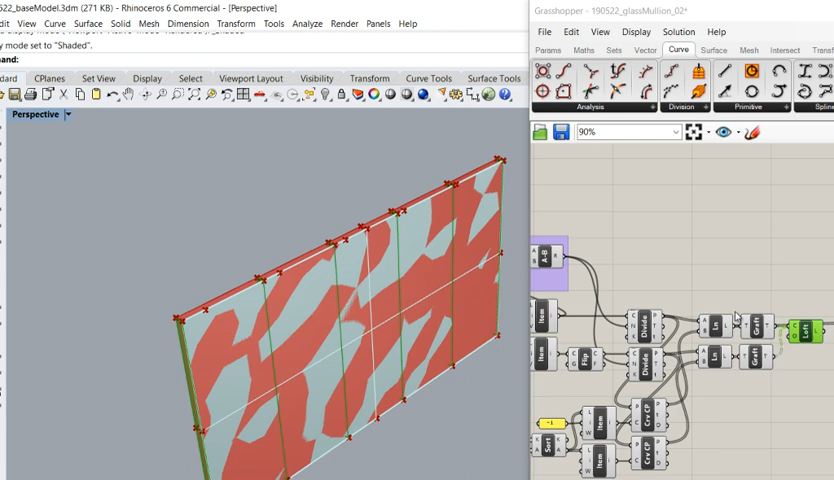 522_baseModel.3dm (271 KB) - Rhinoceros 6 Commercial - [Perspective]
dit View Curve Surface Solid Mesh Dimension Transform Tools Analyze Render Panels Help
y mode set to "Shaded".
and:
dard CPlanes Set View Display Select Viewport Layout Visibility Transform Curve Tools Surface Tools
Perspective
Grasshopper - 190522_glassMullion_02*
File Edit View Display Solution Help
Params Maths Sets Vector Curve Surface Mesh Intersect Transf
Analysis Division Primitive Spline
90%
A B A-B R
Item
Item
Flip
Divide
Divide
Ln
Graft
Loft
Ln
Graft
-1
Sort
Item
Item
Crv CP
Crv CP